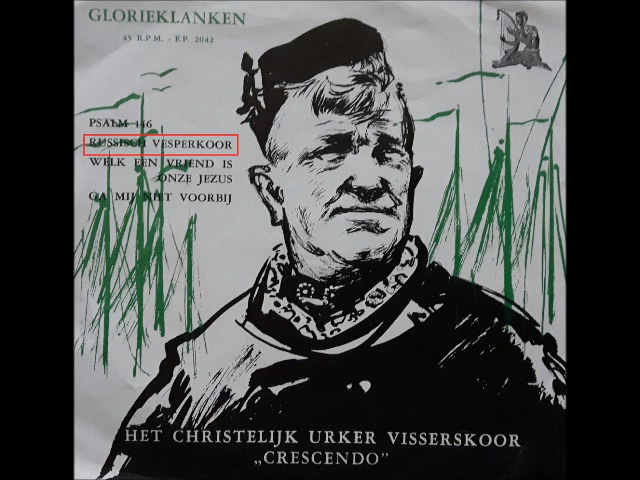 GLORIEKLANKEN
45 R.P.M. - E.P. 2042
PSALM 146
RUSSISCH VESPERKOOR
WELK EEN VRIEND IS
ONZE JEZUS
GA MIJ NIET VOORBIJ
HET CHRISTELIJK URKER VISSERSKOOR
„CRESCENDO”